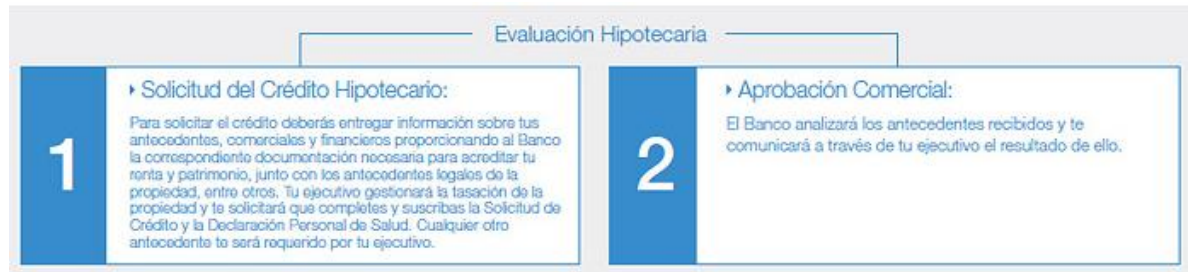 Evaluación Hipotecaria
1
Solicitud del Crédito Hipotecario:
Para solicitar el crédito deberás entregar información sobre tus
antecedentes, comerciales y financieros proporcionando al Banco
la correspondiente documentación necesaria para acreditar tu
renta y patrimonio, junto con los antecedentes legales de la
propiedad, entre otros. Tu ejecutivo gestionará la tasación de la
propiedad y te solicitará que completes y suscribas la Solicitud de
Crédito y la Declaración Personal de Salud. Cualquier otro
antecedente te será requerido por tu ejecutivo.
2
Aprobación Comercial:
El Banco analizará los antecedentes recibidos y te
comunicará a través de tu ejecutivo el resultado de ello.